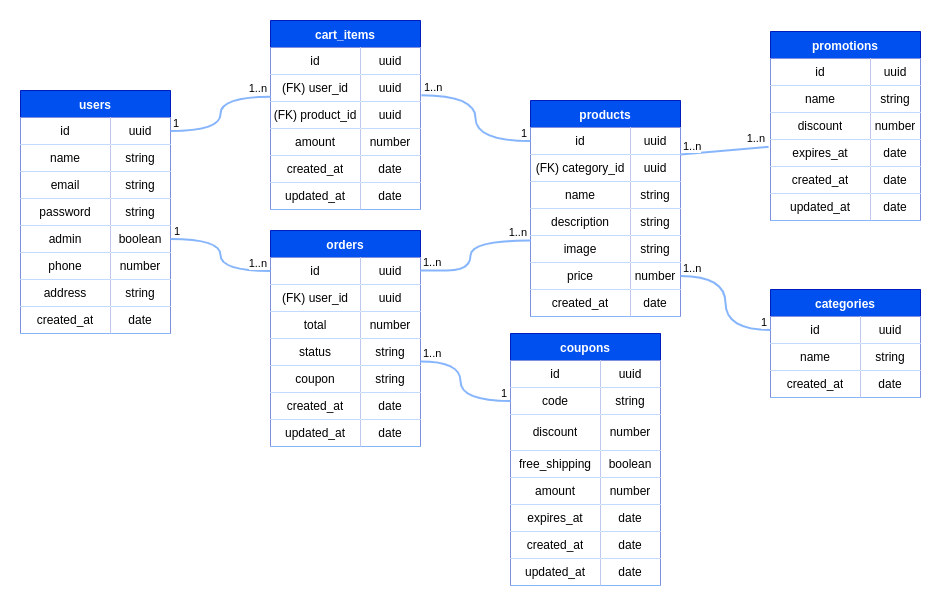 users
id uuid
name string
email string
password string
admin boolean
phone number
address string
created_at date
1
1
cart_items
id uuid
(FK) user_id uuid
(FK) product_id uuid
amount number
created_at date
updated_at date
1..n
1..n
orders
id uuid
(FK) user_id uuid
total number
status string
coupon string
created_at date
updated_at date
1..n
1..n
1..n
products
id uuid
(FK) category_id uuid
name string
description string
image string
price number
created_at date
1
1..n
1..n
1..n
coupons
id uuid
code string
discount number
free_shipping boolean
amount number
expires_at date
created_at date
updated_at date
1
promotions
id uuid
name string
discount number
expires_at date
created_at date
updated_at date
1..n
categories
id uuid
name string
created_at date
1